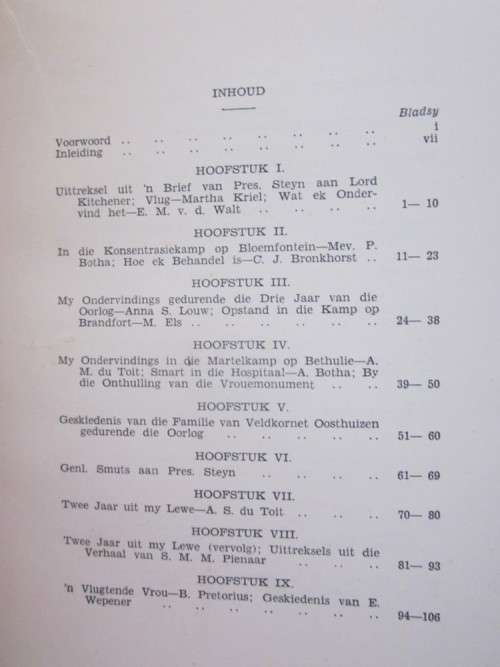 INHOUD
Bladsy
Voorwoord .. .. .. .. .. .. .. .. i
Inleiding .. .. .. .. .. .. .. .. vii
HOOFSTUK I.
Uittreksel uit 'n Brief van Pres. Steyn aan Lord
Kitchener; Vlug—Martha Kriel; Wat ek Onder-
vind het—E. M. v. d. Walt .. .. .. .. 1— 10
HOOFSTUK II.
In die Konsentrasiekamp op Bloemfontein—Mev. P.
Botha; Hoe ek Behandel is—C. J. Bronkhorst .. 11— 23
HOOFSTUK III.
My Ondervindings gedurende die Drie Jaar van die
Oorlog—Anna S. Louw; Opstand in die Kamp op
Brandfort—M. Els .. .. .. .. .. .. 24— 38
HOOFSTUK IV.
My Ondervindings in die Martelkamp op Bethulie—A.
M. du Toit; Smart in die Hospitaal—A. Botha; By
die Onthulling van die Vrouemonument .. .. 39— 50
HOOFSTUK V.
Geskiedenis van die Familie van Veldkornet Oosthuizen
gedurende die Oorlog .. .. .. .. .. 51— 60
HOOFSTUK VI.
Genl. Smuts aan Pres. Steyn .. .. .. .. 61— 69
HOOFSTUK VII.
Twee Jaar uit my Lewe—A. S. du Toit .. .. .. 70— 80
HOOFSTUK VIII.
Twee Jaar uit my Lewe (vervolg); Uittreksels uit die
Verhaal van S. M. M. Pienaar .. .. .. .. 81— 93
HOOFSTUK IX.
'n Vlugtende Vrou—B. Pretorius; Geskiedenis van E.
Wepener .. .. .. .. .. .. .. 94—106